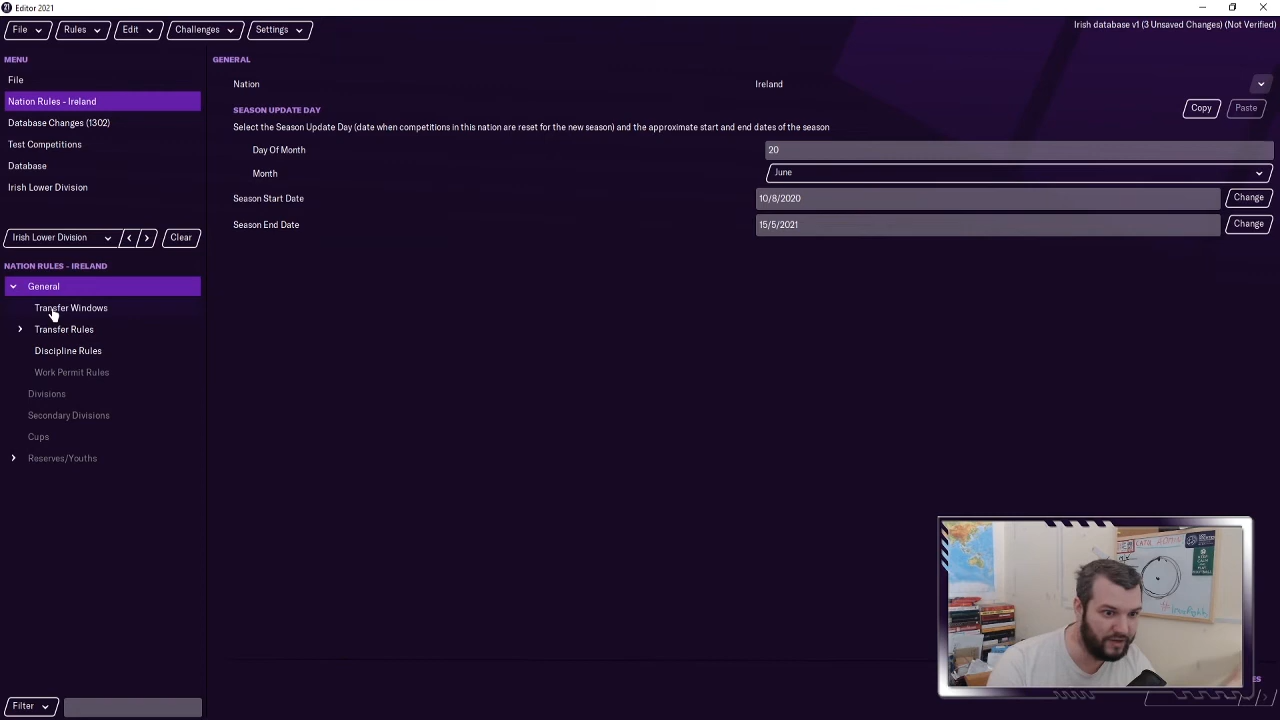 21 Editor 2021
File
Rules
Edit
Challenges
Settings
Irish database v1 (3 Unsaved Changes) (Not Verified)
MENU
File
Nation Rules - Ireland
Database Changes (1302)
Test Competitions
Database
Irish Lower Division
Irish Lower Division
Clear
NATION RULES - IRELAND
General
Transfer Windows
Transfer Rules
Discipline Rules
Work Permit Rules
Divisions
Secondary Divisions
Cups
Reserves/Youths
Filter
GENERAL
Nation Ireland
SEASON UPDATE DAY
Copy
Paste
Select the Season Update Day (date when competitions in this nation are reset for the new season) and the approximate start and end dates of the season
Day Of Month 20
Month June
Season Start Date 10/8/2020 Change
Season End Date 15/5/2021 Change
KEEP
CALM